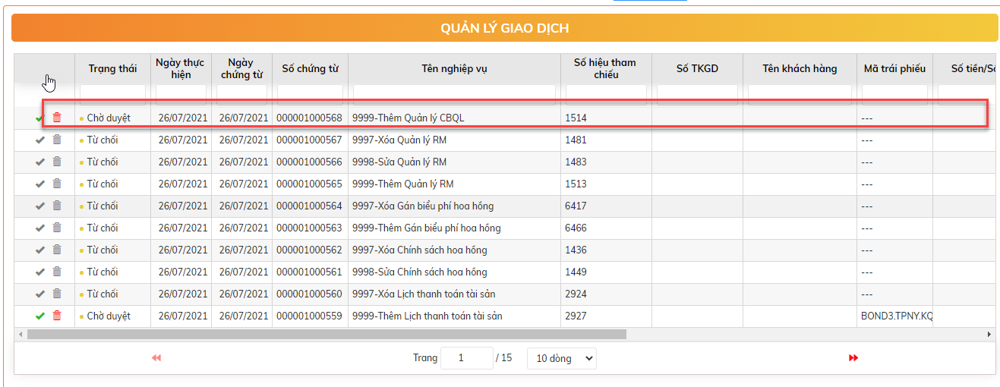 QUẢN LÝ GIAO DỊCH
Trạng thái Ngày thực hiện Ngày chứng từ Số chứng từ Tên nghiệp vụ Số hiệu tham chiếu Số TKGD Tên khách hàng Mã trái phiếu Số tiền/Số
Chờ duyệt 26/07/2021 26/07/2021 000001000568 9999-Thêm Quản lý CBQL 1514 ---
Từ chối 26/07/2021 26/07/2021 000001000567 9997-Xóa Quản lý RM 1481 ---
Từ chối 26/07/2021 26/07/2021 000001000566 9998-Sửa Quản lý RM 1483 ---
Từ chối 26/07/2021 26/07/2021 000001000565 9999-Thêm Quản lý RM 1513 ---
Từ chối 26/07/2021 26/07/2021 000001000564 9997-Xóa Gán biểu phí hoa hồng 6417 ---
Từ chối 26/07/2021 26/07/2021 000001000563 9999-Thêm Gán biểu phí hoa hồng 6466 ---
Từ chối 26/07/2021 26/07/2021 000001000562 9997-Xóa Chính sách hoa hồng 1436 ---
Từ chối 26/07/2021 26/07/2021 000001000561 9998-Sửa Chính sách hoa hồng 1449 ---
Từ chối 26/07/2021 26/07/2021 000001000560 9997-Xóa Lịch thanh toán tài sản 2924 ---
Chờ duyệt 26/07/2021 26/07/2021 000001000559 9999-Thêm Lịch thanh toán tài sản 2927 BOND3.TPNY.KQ
Trang 1 / 15 10 dòng